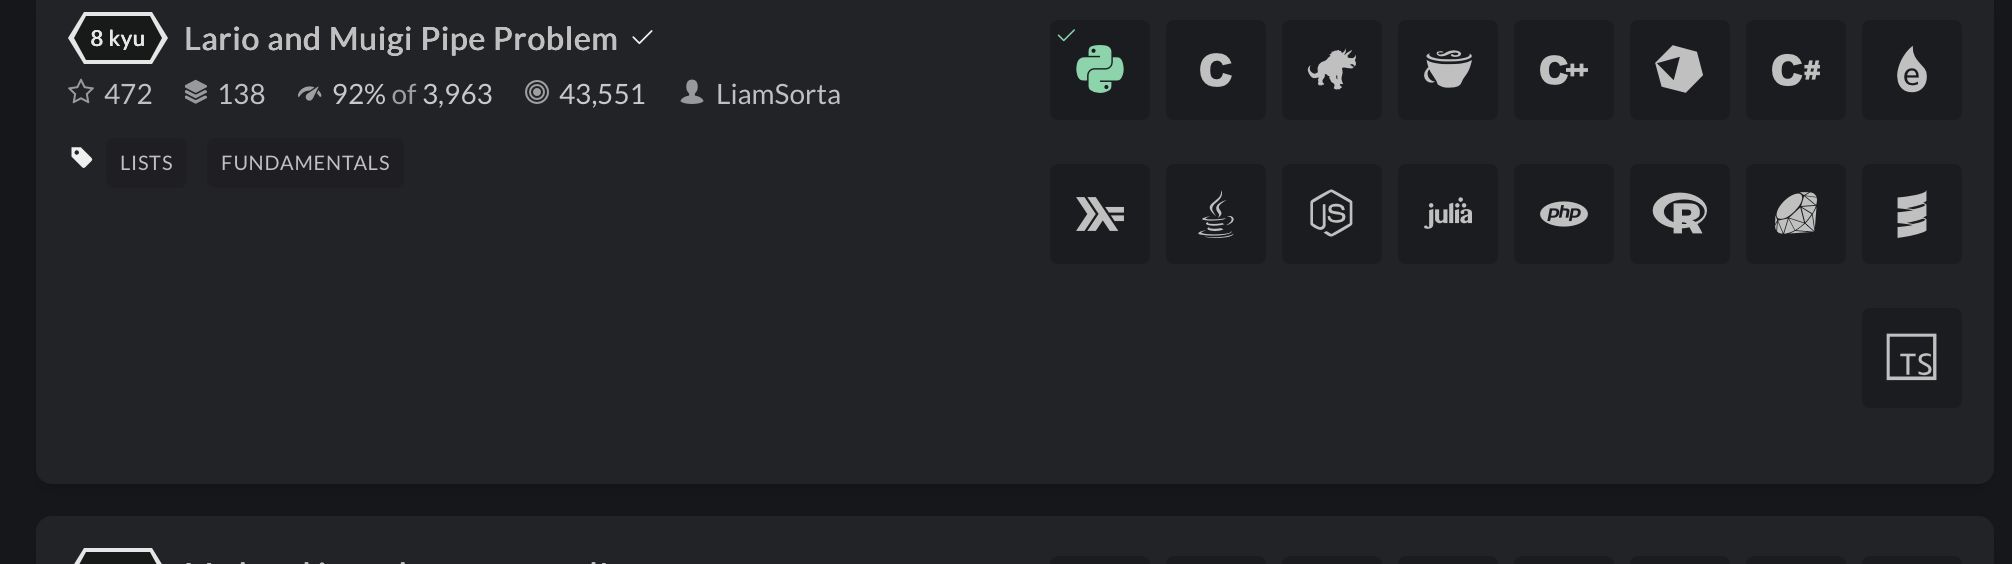 8 kyu Lario and Muigi Pipe Problem
472 138 92% of 3,963 43,551 LiamSorta
LISTS FUNDAMENTALS
C C++ C# e
JS julia php R
TS